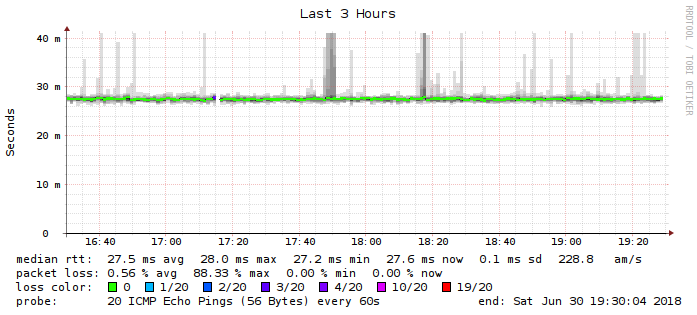 Last 3 Hours
RRDTOOL / TOBI OETIKER
Seconds
40 m
30 m
20 m
10 m
0
16:40 17:00 17:20 17:40 18:00 18:20 18:40 19:00 19:20
median rtt: 27.5 ms avg 28.0 ms max 27.2 ms min 27.6 ms now 0.1 ms sd 228.8 am/s
packet loss: 0.56 % avg 88.33 % max 0.00 % min 0.00 % now
loss color: 0 1/20 2/20 3/20 4/20 10/20 19/20
probe: 20 ICMP Echo Pings (56 Bytes) every 60s end: Sat Jun 30 19:30:04 2018